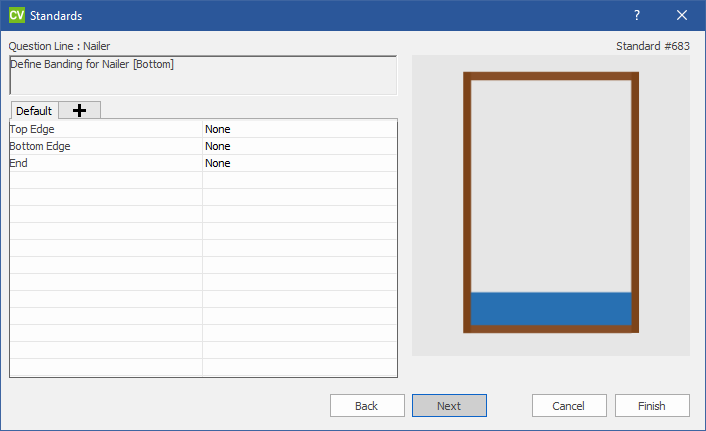 CV Standards ?
Question Line : Nailer Standard #683
Define Banding for Nailer [Bottom]
Default
Top Edge None
Bottom Edge None
End None
Back Next Cancel Finish